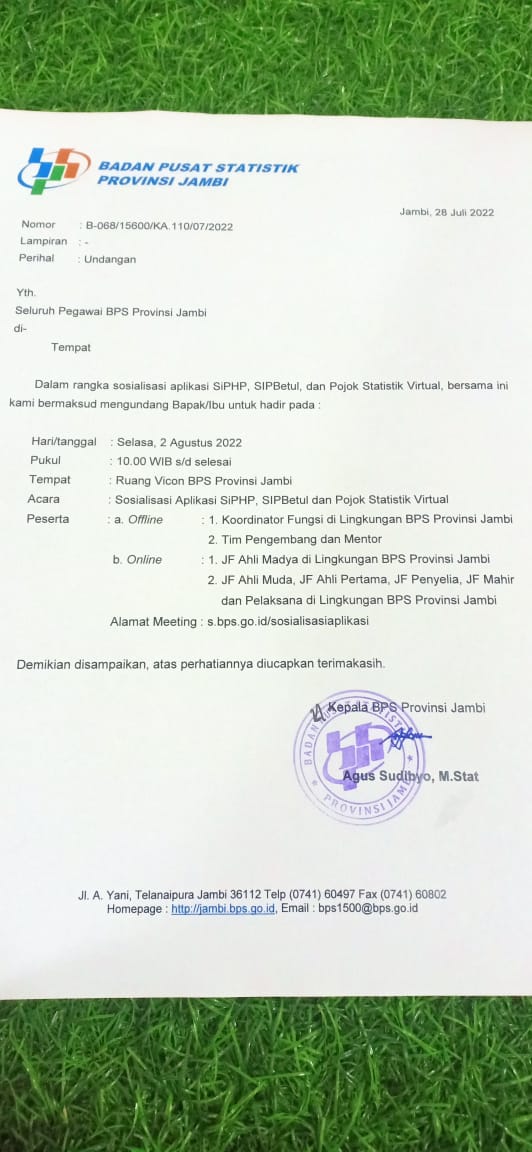 BADAN PUSAT STATISTIK
PROVINSI JAMBI
Jambi, 28 Juli 2022
Nomor : B-068/15600/KA.110/07/2022
Lampiran : -
Perihal : Undangan
Yth.
Seluruh Pegawai BPS Provinsi Jambi
di-
Tempat
Dalam rangka sosialisasi aplikasi SiPHP, SIPBetul, dan Pojok Statistik Virtual, bersama ini
kami bermaksud mengundang Bapak/Ibu untuk hadir pada :
Hari/tanggal : Selasa, 2 Agustus 2022
Pukul : 10.00 WIB s/d selesai
Tempat : Ruang Vicon BPS Provinsi Jambi
Acara : Sosialisasi Aplikasi SiPHP, SIPBetul dan Pojok Statistik Virtual
Peserta : a. Offline : 1. Koordinator Fungsi di Lingkungan BPS Provinsi Jambi
2. Tim Pengembang dan Mentor
b. Online : 1. JF Ahli Madya di Lingkungan BPS Provinsi Jambi
2. JF Ahli Muda, JF Ahli Pertama, JF Penyelia, JF Mahir
dan Pelaksana di Lingkungan BPS Provinsi Jambi
Alamat Meeting : s.bps.go.id/sosialisasiaplikasi
Demikian disampaikan, atas perhatiannya diucapkan terimakasih.
Kepala BPS Provinsi Jambi
BADAN PUSAT STATISTIK
PROVINSI JAMBI
Agus Sudibyo, M.Stat
Jl. A. Yani, Telanaipura Jambi 36112 Telp (0741) 60497 Fax (0741) 60802
Homepage : http://jambi.bps.go.id, Email : bps1500@bps.go.id